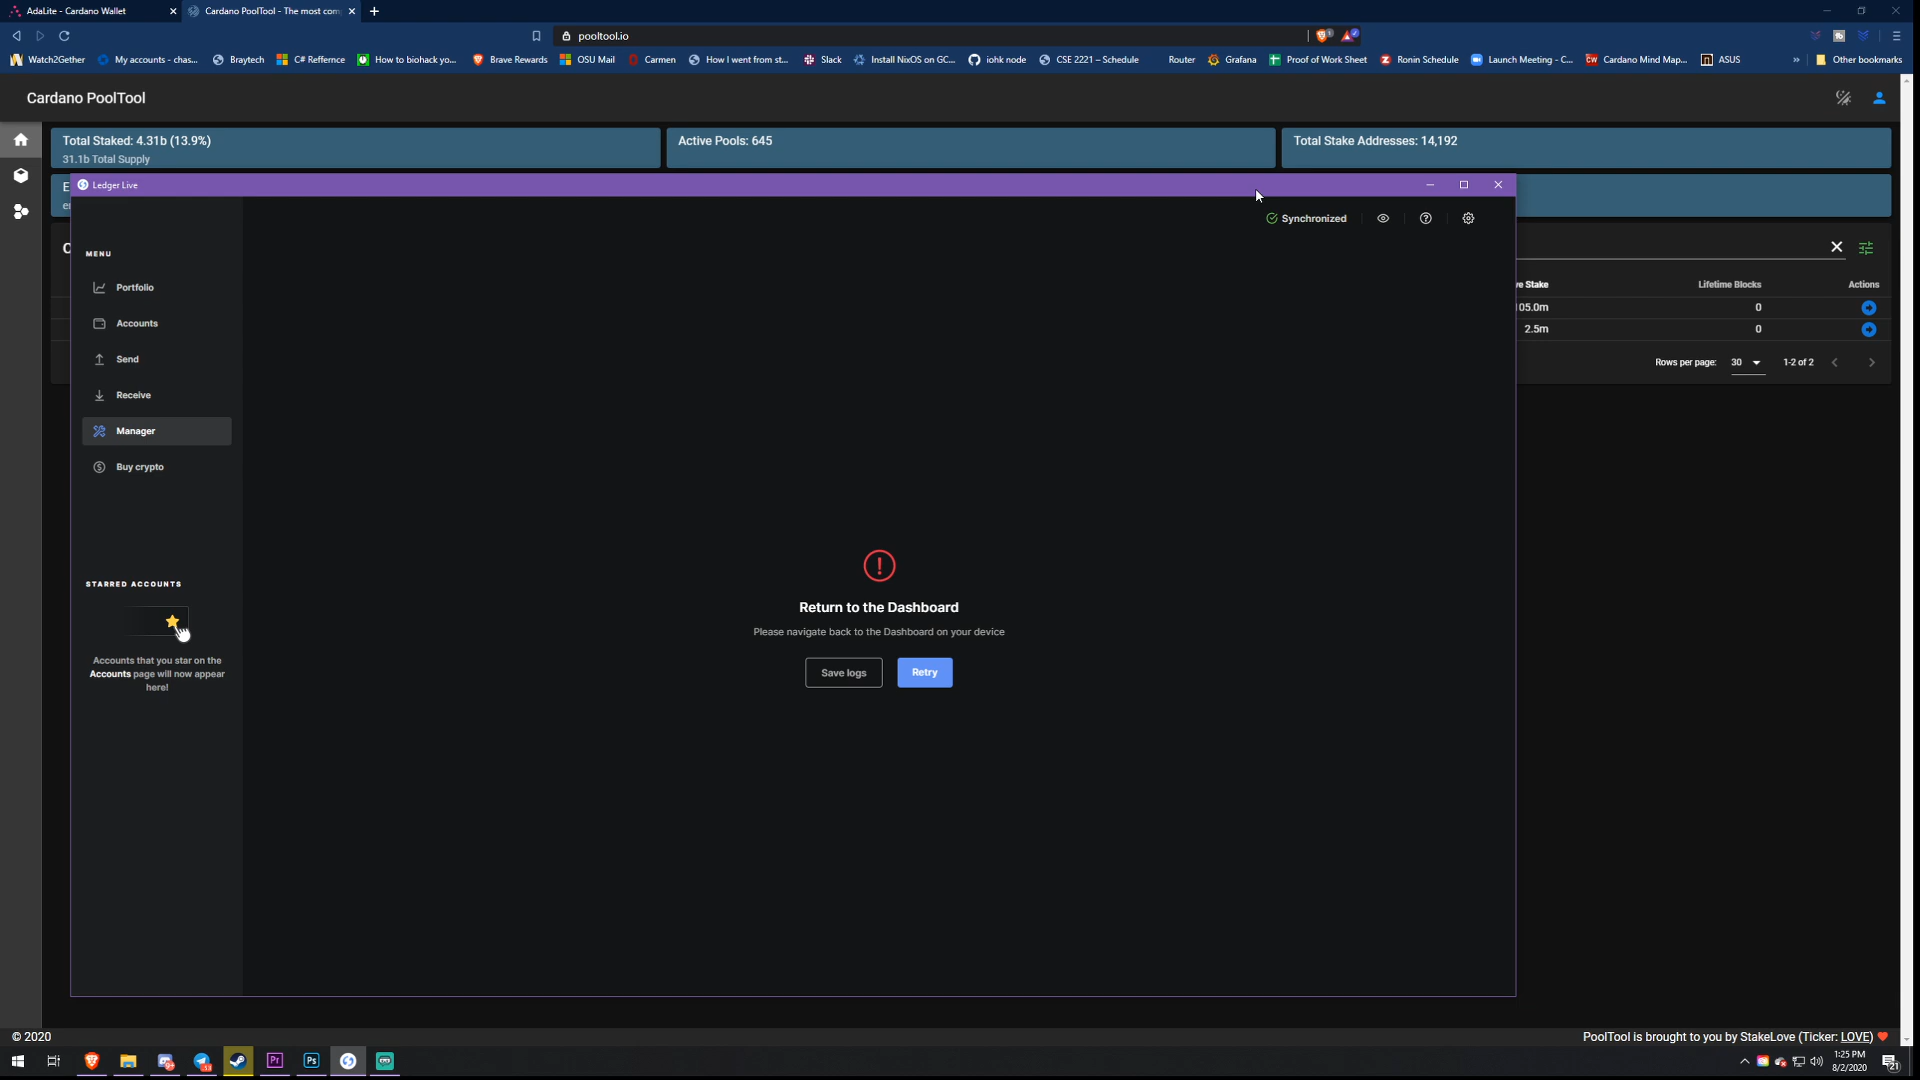 AdaLite - Cardano Wallet
Cardano PoolTool - The most com
pooltool.io
Watch2Gether
My accounts - chas...
Braytech
C# Refference
How to biohack yo...
Brave Rewards
OSU Mail
Carmen
How I went from st...
Slack
Install NixOS on GC...
iohk node
CSE 2221 – Schedule
Router
Grafana
Proof of Work Sheet
Ronin Schedule
Launch Meeting - C...
Cardano Mind Map...
ASUS
»
Other bookmarks
Cardano PoolTool
Total Staked: 4.31b (13.9%)
31.1b Total Supply
Active Pools: 645
Total Stake Addresses: 14,192
Ledger Live
Synchronized
MENU
Portfolio
Accounts
Send
Receive
Manager
Buy crypto
STARRED ACCOUNTS
Accounts that you star on the
Accounts page will now appear
here!
Return to the Dashboard
Please navigate back to the Dashboard on your device
Save logs
Retry
ve Stake
Lifetime Blocks
Actions
05.0m
0
2.5m
0
Rows per page:
30
1-2 of 2
© 2020
PoolTool is brought to you by StakeLove (Ticker: LOVE)
Pr
Ps
1:25 PM
8/2/2020
21